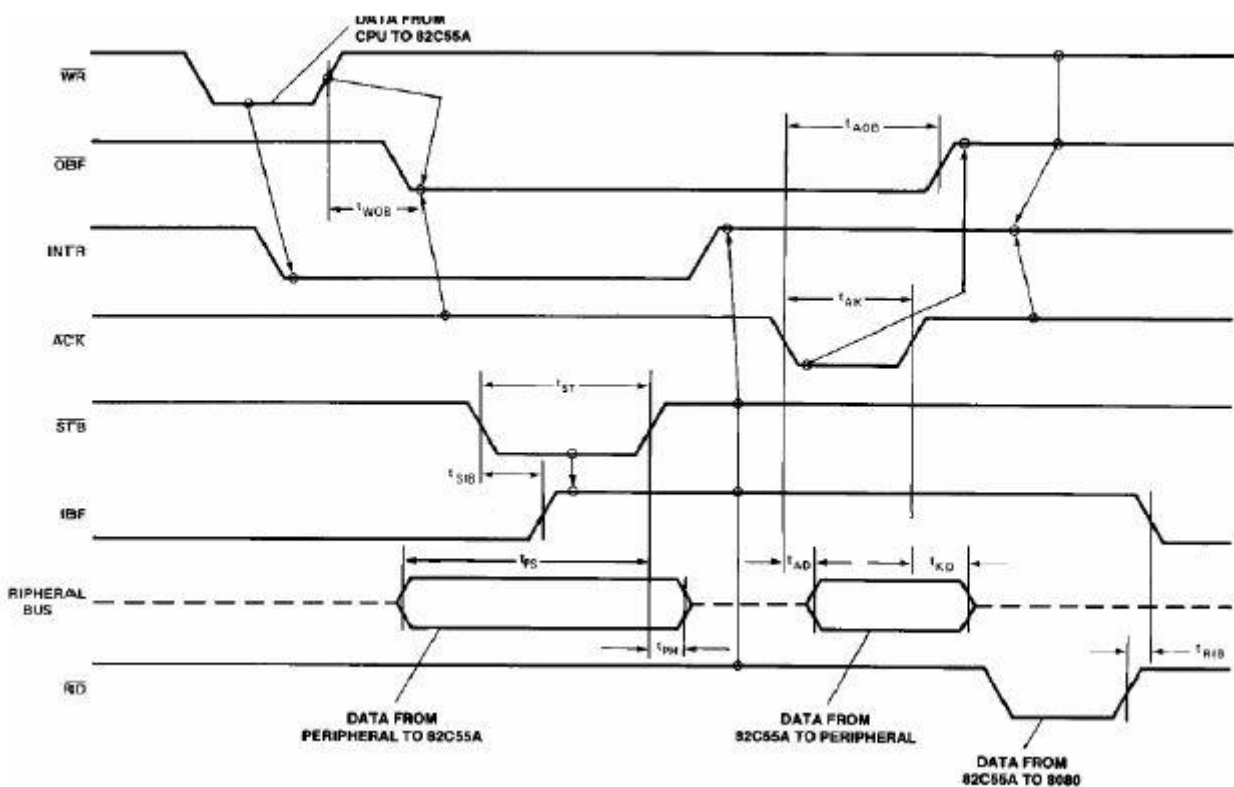 DATA FROM
CPU TO 82C55A
WR
tAOB
OBF
tWOB
INTR
tAK
ACK
tST
STB
tSIB
IBF
tPS
tAD
tKD
RIPHERAL
BUS
tPH
tRIB
RD
DATA FROM
PERIPHERAL TO 82C55A
DATA FROM
82C55A TO PERIPHERAL
DATA FROM
82C55A TO 8080